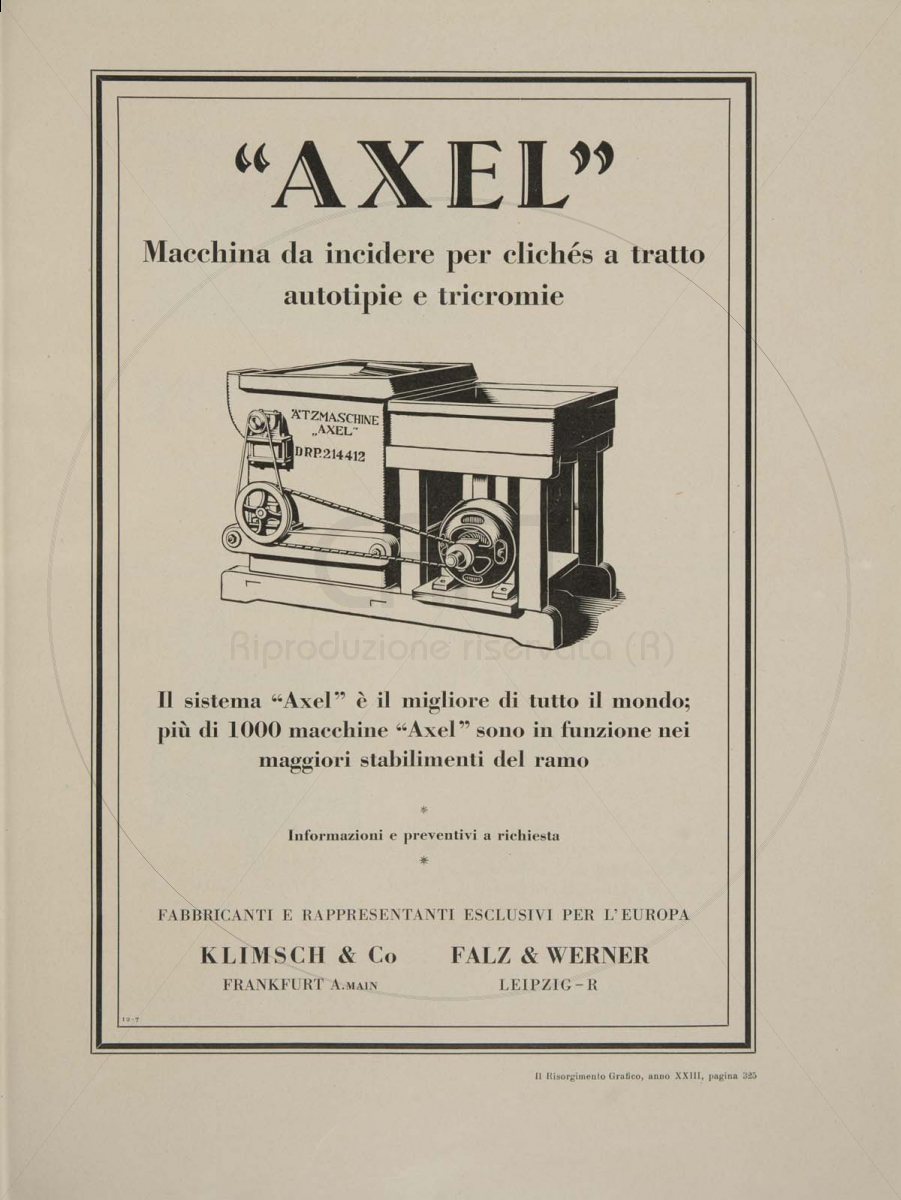 “AXEL”
Macchina da incidere per clichés a tratto
autotipie e tricromie
ÄTZMASCHINE
„AXEL”
DRP.214412
Riproduzione riservata (R)
Il sistema “Axel” è il migliore di tutto il mondo;
più di 1000 macchine “Axel” sono in funzione nei
maggiori stabilimenti del ramo
*
Informazioni e preventivi a richiesta
*
FABBRICANTI E RAPPRESENTANTI ESCLUSIVI PER L’EUROPA
KLIMSCH & Co FALZ & WERNER
FRANKFURT A.MAIN LEIPZIG – R
Il Risorgimento Grafico, anno XXIII, pagina 325